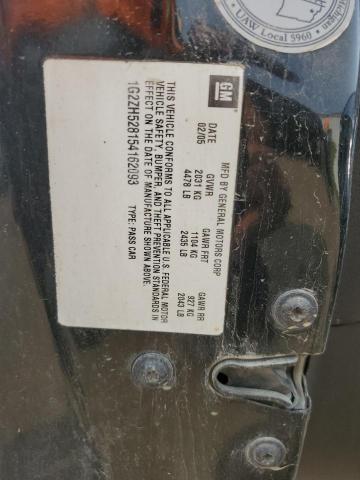 Michigan
UAW Local 5960
GM
MFD BY GENERAL MOTORS CORP
DATE GVWR GAWR FRT GAWR RR
02/05 2031 KG 1104 KG 927 KG
4478 LB 2435 LB 2043 LB
THIS VEHICLE CONFORMS TO ALL APPLICABLE U.S. FEDERAL MOTOR
VEHICLE SAFETY, BUMPER, AND THEFT PREVENTION STANDARDS IN
EFFECT ON THE DATE OF MANUFACTURE SHOWN ABOVE.
1G2ZH528154162093 TYPE: PASS CAR